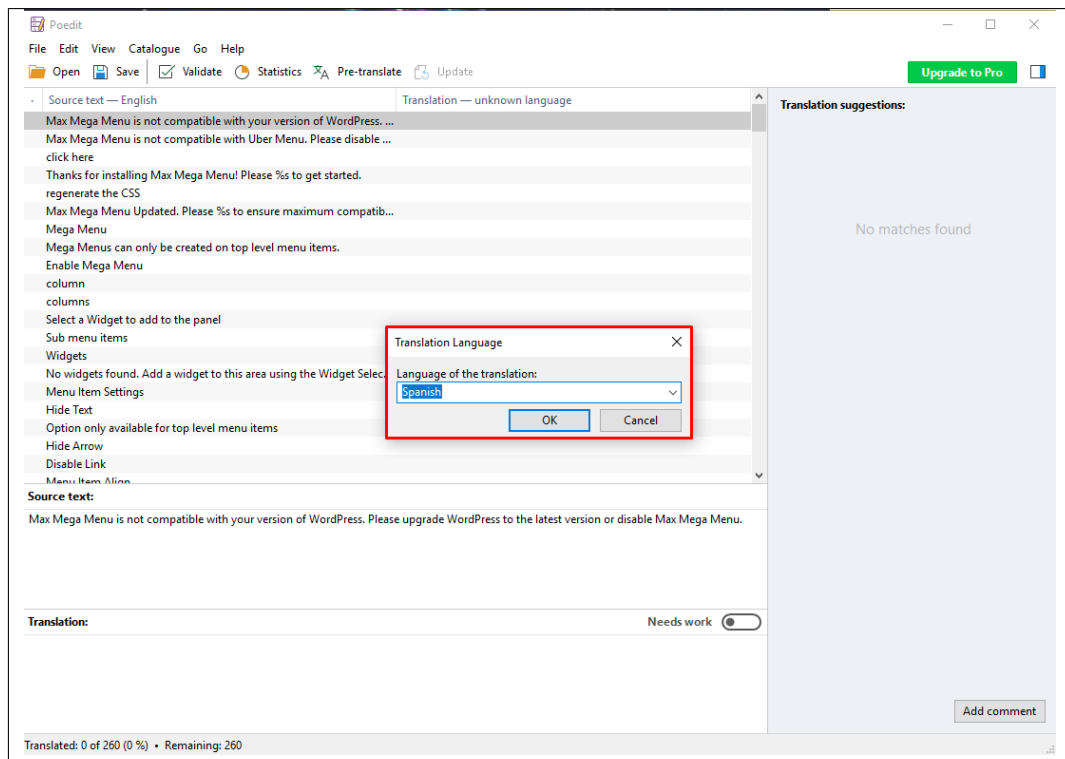 Poedit
File Edit View Catalogue Go Help
Open Save Validate Statistics Pre-translate Update
Upgrade to Pro
Source text — English Translation — unknown language
Translation suggestions:
Max Mega Menu is not compatible with your version of WordPress. ...
Max Mega Menu is not compatible with Uber Menu. Please disable ...
click here
Thanks for installing Max Mega Menu! Please %s to get started.
regenerate the CSS
Max Mega Menu Updated. Please %s to ensure maximum compatib...
Mega Menu
No matches found
Mega Menus can only be created on top level menu items.
Enable Mega Menu
column
columns
Select a Widget to add to the panel
Sub menu items
Widgets
No widgets found. Add a widget to this area using the Widget Selec...
Menu Item Settings
Hide Text
Option only available for top level menu items
Hide Arrow
Disable Link
Menu Item Align
Translation Language
Language of the translation:
Spanish
OK Cancel
Source text:
Max Mega Menu is not compatible with your version of WordPress. Please upgrade WordPress to the latest version or disable Max Mega Menu.
Translation: Needs work
Add comment
Translated: 0 of 260 (0 %) • Remaining: 260